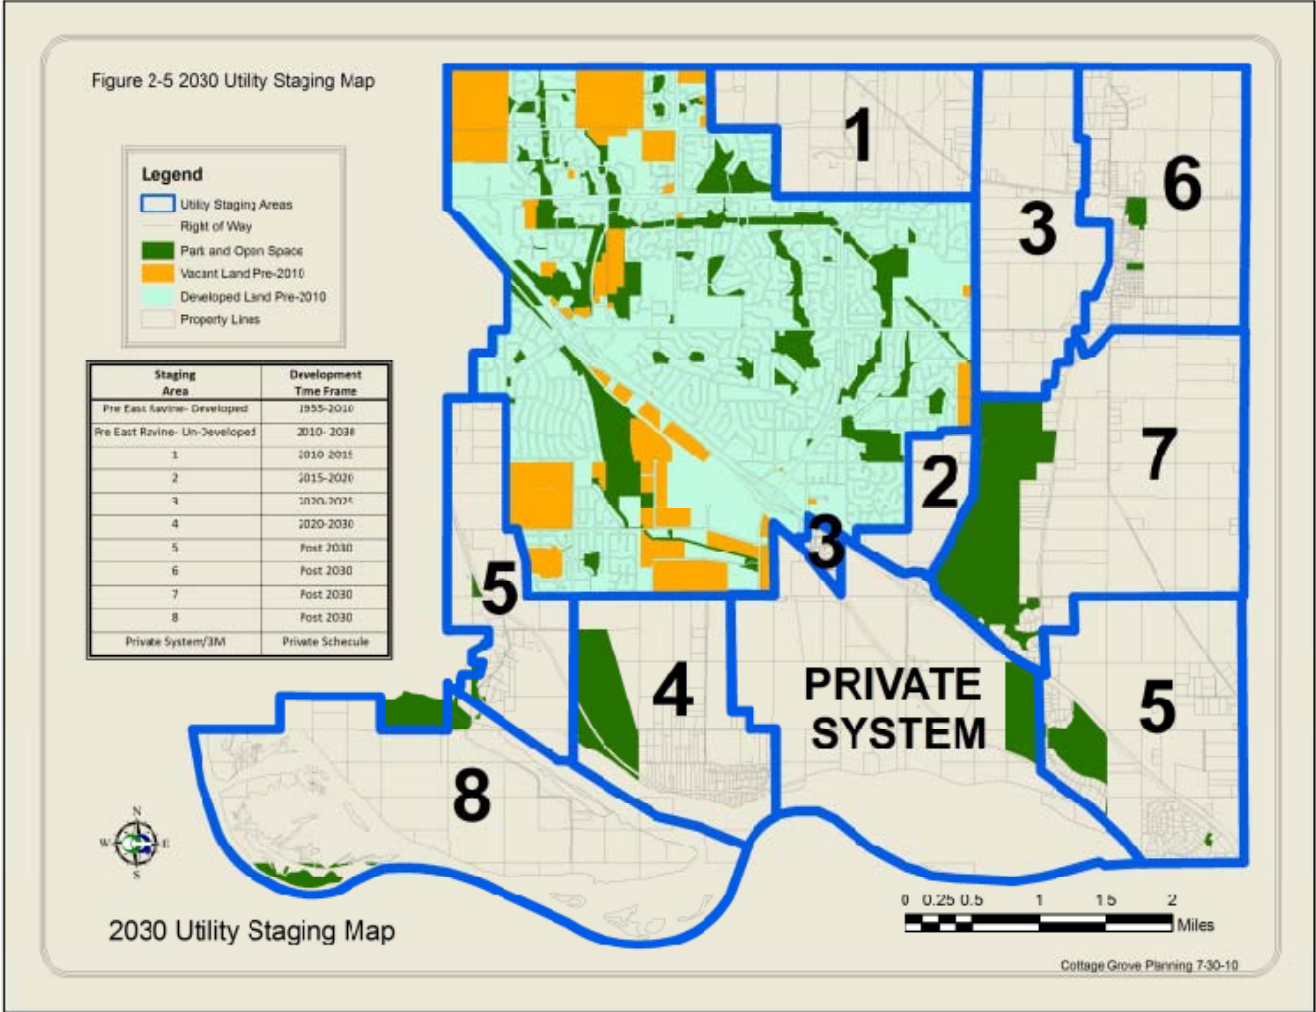 Figure 2-5 2030 Utility Staging Map
Legend
Utility Staging Areas
Right of Way
Park and Open Space
Vacant Land Pre-2010
Developed Land Pre-2010
Property Lines
Staging Area Development Time Frame
Pre East Ravine- Developed 1955-2010
Pre East Ravine- Un-Developed 2010- 2030
1 2010-2015
2 2015-2020
3 2020-2025
4 2020-2030
5 Post 2030
6 Post 2030
7 Post 2030
8 Post 2030
Private System/3M Private Schecule
1
6
3
7
2
3
5
4
PRIVATE
SYSTEM
5
8
N
W E
S
0 0.25 0.5 1 1.5 2
Miles
2030 Utility Staging Map
Cottage Grove Planning 7-30-10